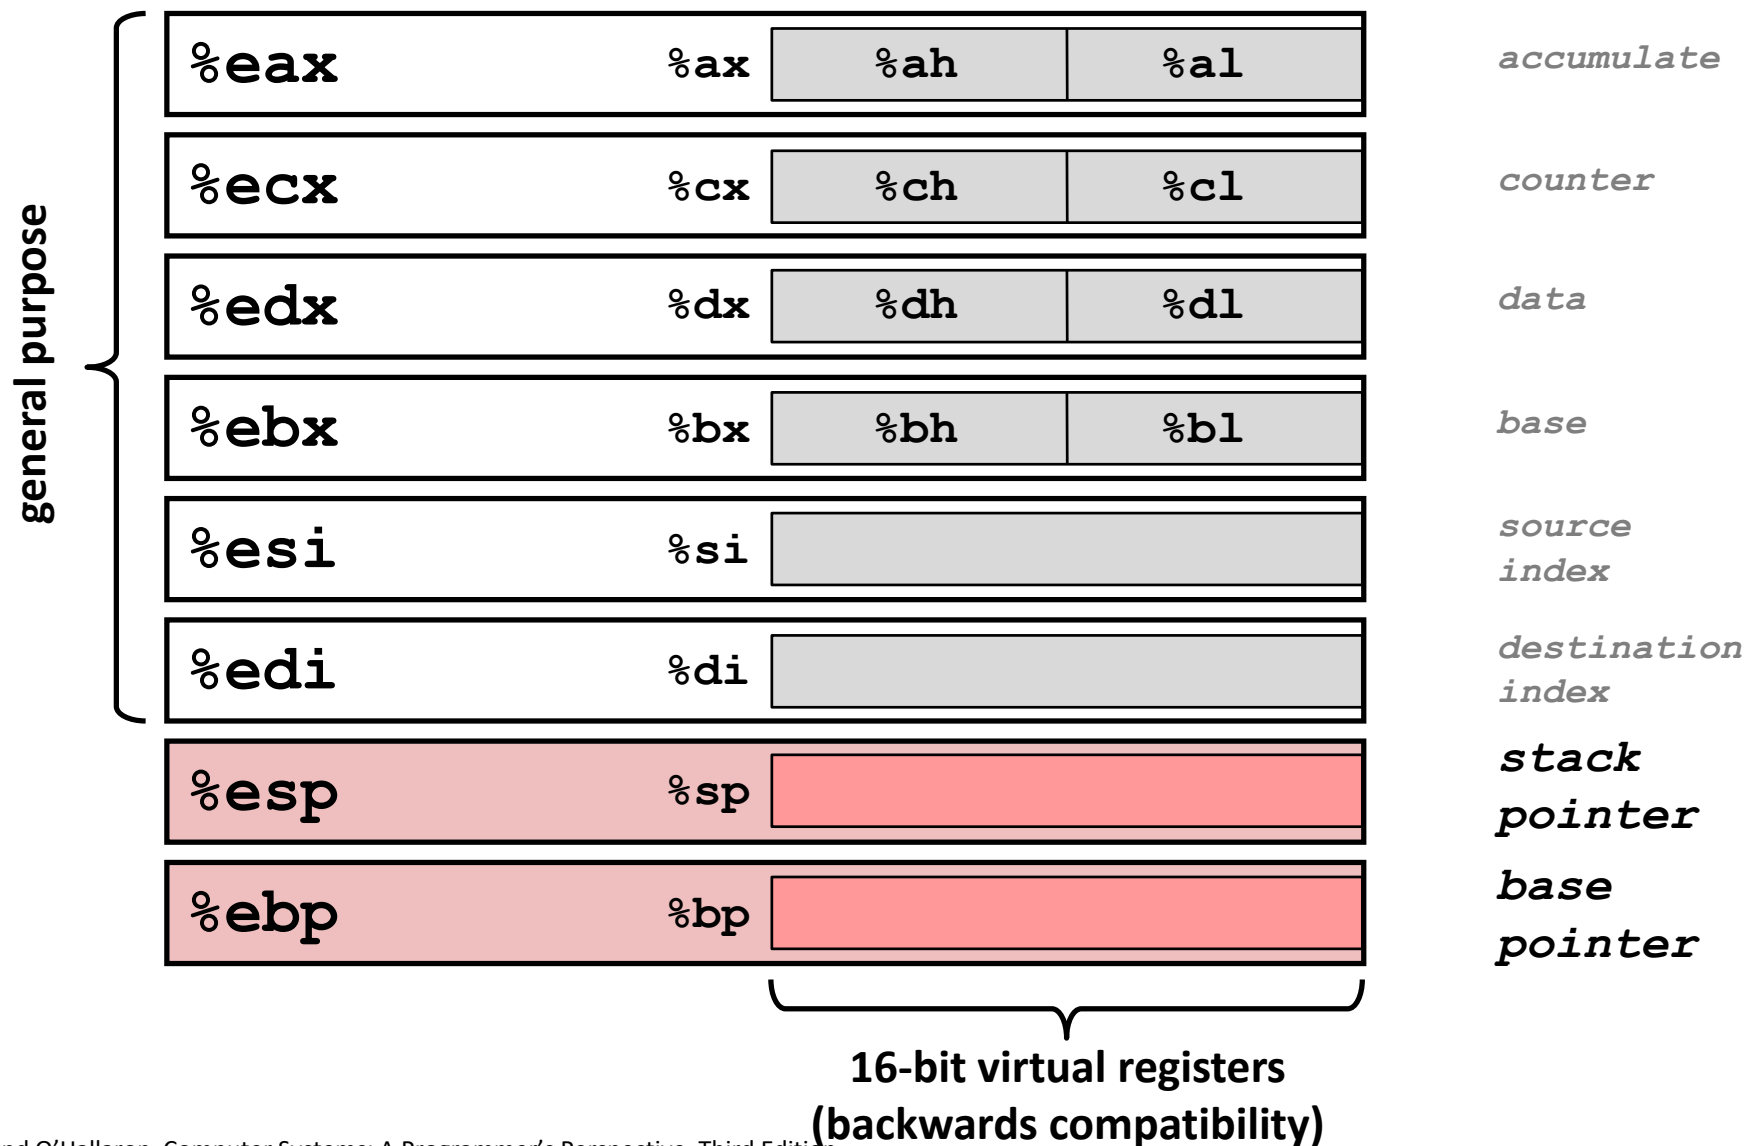 general purpose
%eax %ax %ah %al accumulate
%ecx %cx %ch %cl counter
%edx %dx %dh %dl data
%ebx %bx %bh %bl base
%esi %si source
index
%edi %di destination
index
%esp %sp stack
pointer
%ebp %bp base
pointer
16-bit virtual registers
(backwards compatibility)
O'Hallaron, Computer Systems: A Programmer's Perspective, Third Edition